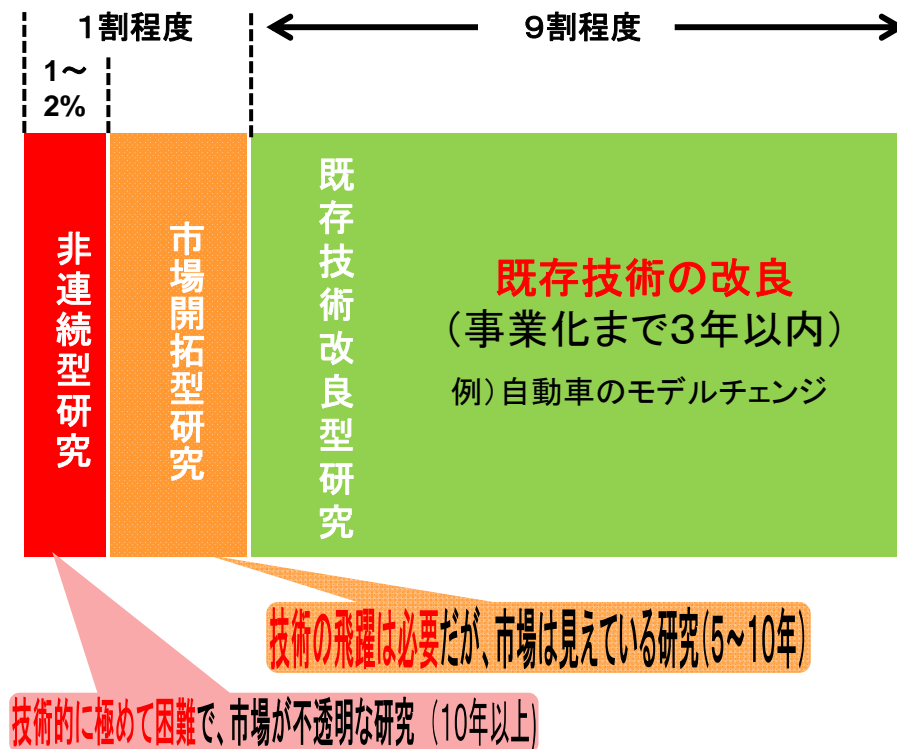 1割程度
9割程度
1～
2%
非連続型研究
市場開拓型研究
既存技術改良型研究
既存技術の改良
（事業化まで3年以内）
例）自動車のモデルチェンジ
技術の飛躍は必要だが、市場は見えている研究(5～10年)
技術的に極めて困難で、市場が不透明な研究（10年以上)